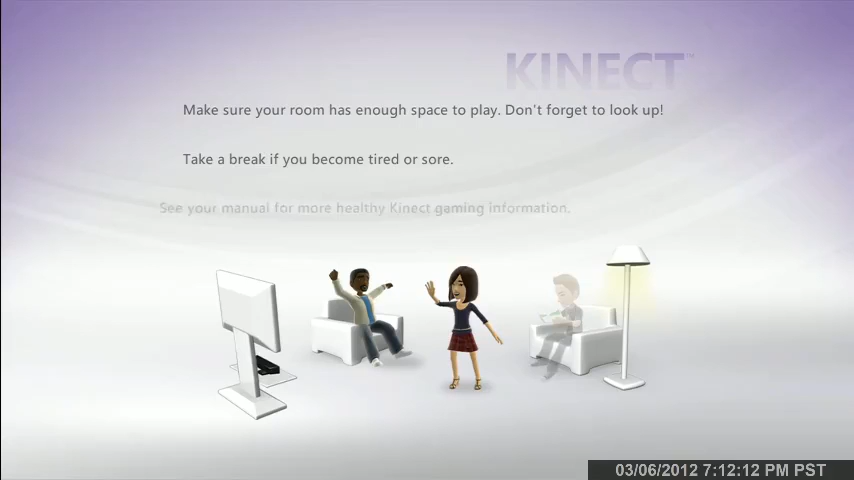 KINECT™
Make sure your room has enough space to play. Don't forget to look up!
Take a break if you become tired or sore.
See your manual for more healthy Kinect gaming information.
03/06/2012 7:12:12 PM PST